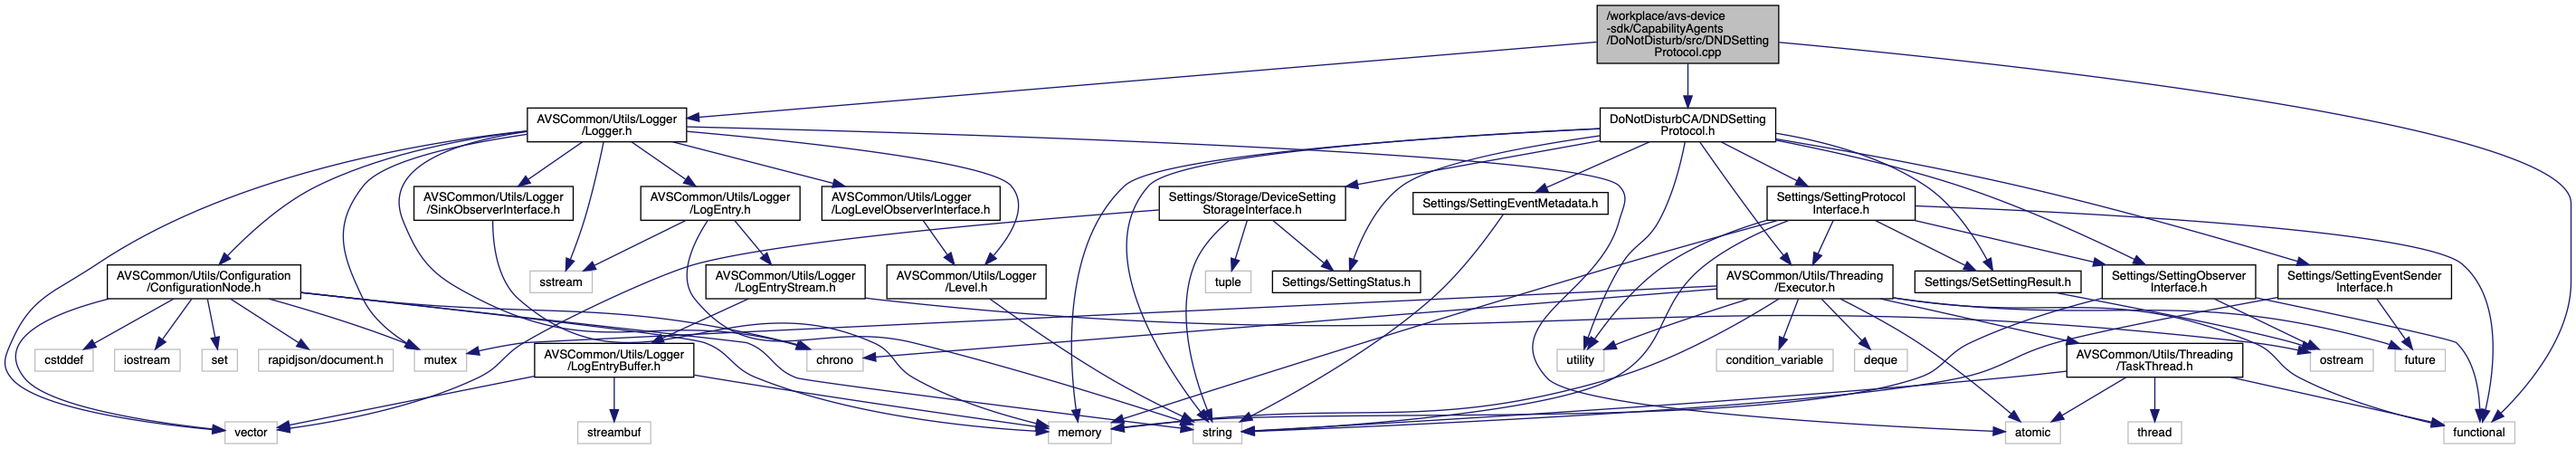 /workplace/avs-device
-sdk/CapabilityAgents
/DoNotDisturb/src/DNDSetting
Protocol.cpp
AVSCommon/Utils/Logger
/Logger.h
DoNotDisturbCA/DNDSetting
Protocol.h
AVSCommon/Utils/Logger
/SinkObserverInterface.h
AVSCommon/Utils/Logger
/LogEntry.h
AVSCommon/Utils/Logger
/LogLevelObserverInterface.h
Settings/Storage/DeviceSetting
StorageInterface.h
Settings/SettingEventMetadata.h
Settings/SettingProtocol
Interface.h
AVSCommon/Utils/Configuration
/ConfigurationNode.h
sstream
AVSCommon/Utils/Logger
/LogEntryStream.h
AVSCommon/Utils/Logger
/Level.h
tuple
Settings/SettingStatus.h
AVSCommon/Utils/Threading
/Executor.h
Settings/SetSettingResult.h
Settings/SettingObserver
Interface.h
Settings/SettingEventSender
Interface.h
cstddef
iostream
set
rapidjson/document.h
mutex
AVSCommon/Utils/Logger
/LogEntryBuffer.h
chrono
utility
condition_variable
deque
AVSCommon/Utils/Threading
/TaskThread.h
ostream
future
vector
streambuf
memory
string
atomic
thread
functional